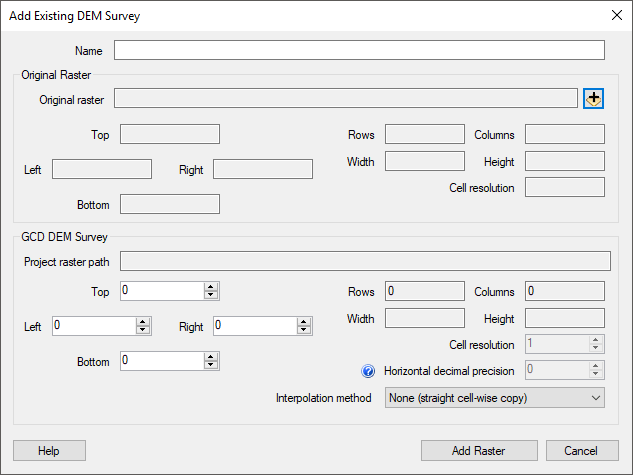 Add Existing DEM Survey
Name
Original Raster
Original raster
Top
Rows
Columns
Left
Right
Width
Height
Cell resolution
Bottom
GCD DEM Survey
Project raster path
Top 0
Rows 0
Columns 0
Left 0
Right 0
Width
Height
Cell resolution 1
Bottom 0
? Horizontal decimal precision 0
Interpolation method None (straight cell-wise copy)
Help
Add Raster
Cancel